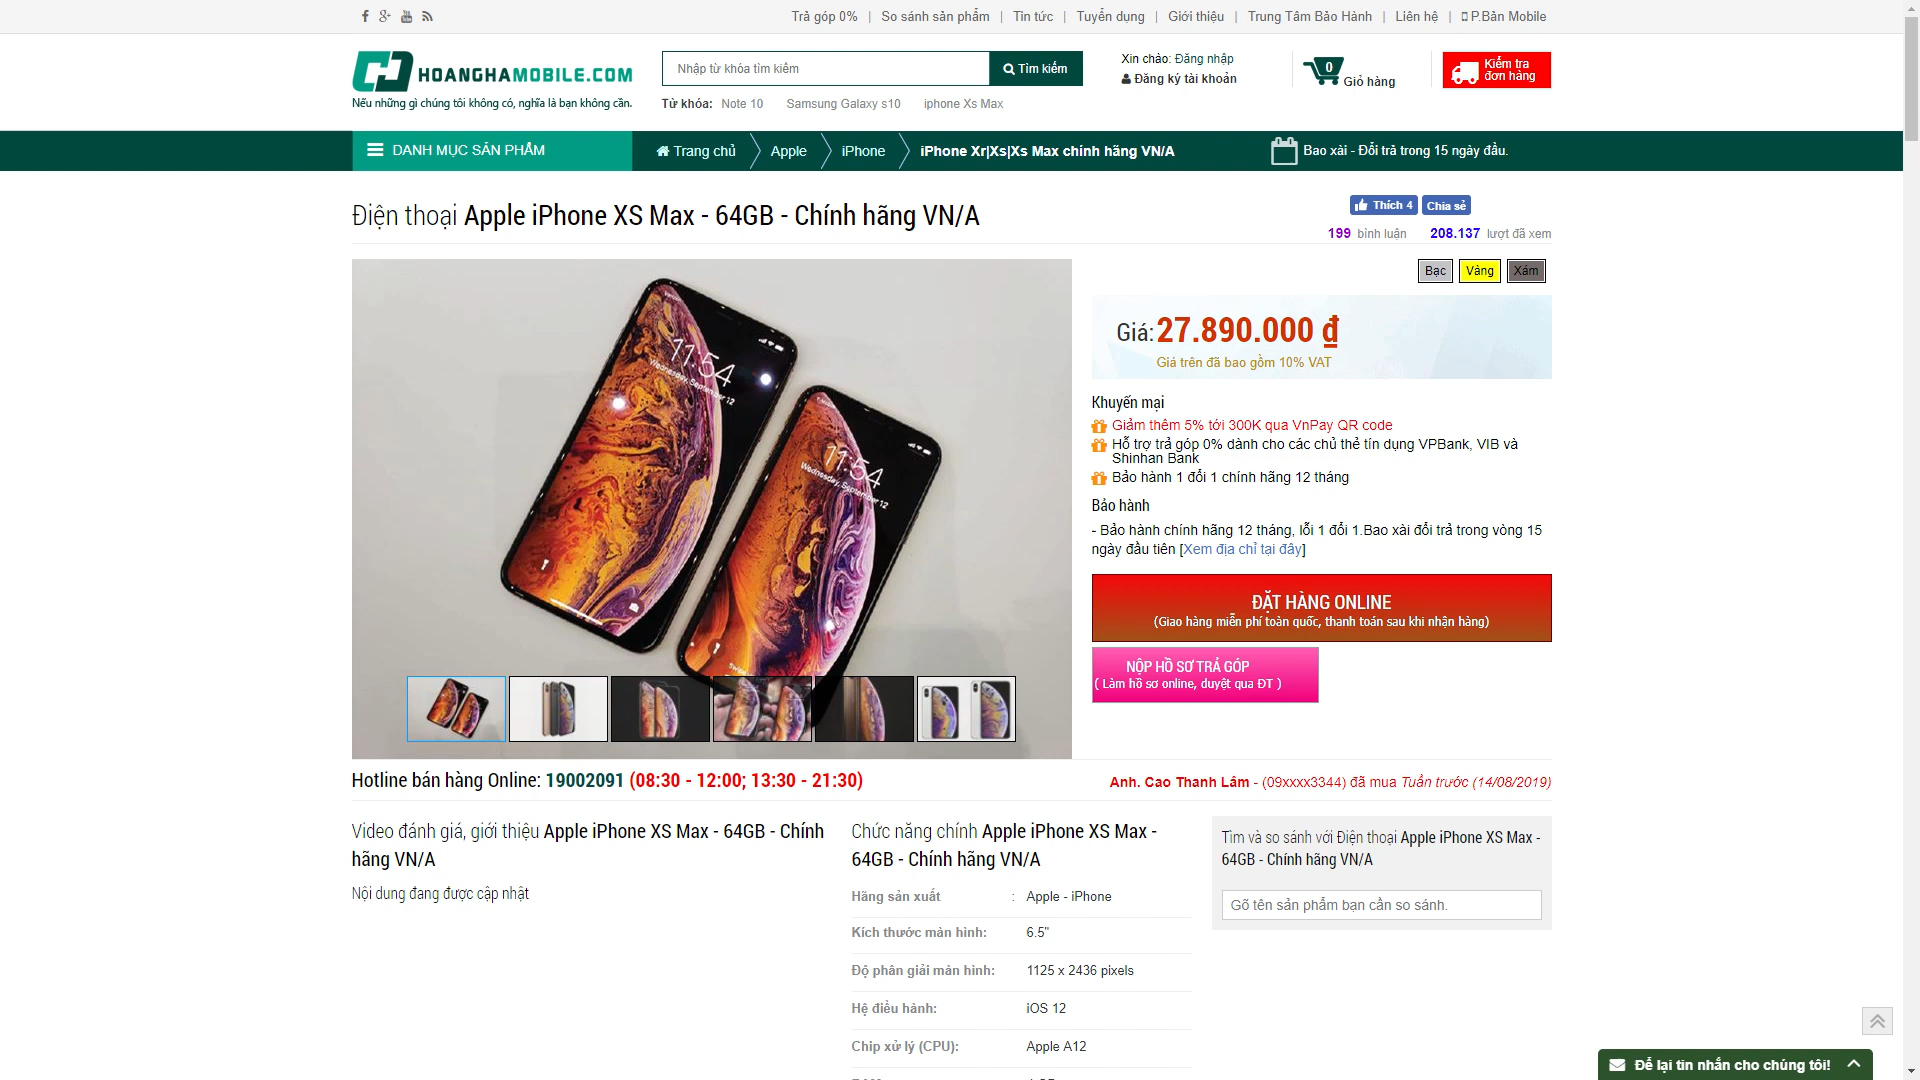 Trả góp 0% | So sánh sản phẩm | Tin tức | Tuyển dụng | Giới thiệu | Trung Tâm Bảo Hành | Liên hệ | P.Bản Mobile
HOANGHAMOBILE.COM
Nếu những gì chúng tôi không có, nghĩa là bạn không cần.
Nhập từ khóa tìm kiếm
Tìm kiếm
Từ khóa: Note 10 Samsung Galaxy s10 iphone Xs Max
Xin chào: Đăng nhập
Đăng ký tài khoản
0
Giỏ hàng
Kiểm tra
đơn hàng
DANH MỤC SẢN PHẨM
Trang chủ
Apple
iPhone
iPhone Xr|Xs|Xs Max chính hãng VN/A
Bao xài - Đổi trả trong 15 ngày đầu.
Điện thoại Apple iPhone XS Max - 64GB - Chính hãng VN/A
Thích 4
Chia sẻ
199 bình luận 208.137 lượt đã xem
11:54
Wednesday, September 12
11:54
Wednesday, September 12
Bạc
Vàng
Xám
Giá: 27.890.000 ₫
Giá trên đã bao gồm 10% VAT
Khuyến mại
Giảm thêm 5% tới 300K qua VnPay QR code
Hỗ trợ trả góp 0% dành cho các chủ thẻ tín dụng VPBank, VIB và
Shinhan Bank
Bảo hành 1 đổi 1 chính hãng 12 tháng
Bảo hành
- Bảo hành chính hãng 12 tháng, lỗi 1 đổi 1.Bao xài đổi trả trong vòng 15
ngày đầu tiên [Xem địa chỉ tại đây]
ĐẶT HÀNG ONLINE
(Giao hàng miễn phí toàn quốc, thanh toán sau khi nhận hàng)
NỘP HỒ SƠ TRẢ GÓP
( Làm hồ sơ online, duyệt qua ĐT )
Hotline bán hàng Online: 19002091 (08:30 - 12:00; 13:30 - 21:30)
Anh. Cao Thanh Lâm - (09xxxx3344) đã mua Tuần trước (14/08/2019)
Video đánh giá, giới thiệu Apple iPhone XS Max - 64GB - Chính
hãng VN/A
Nội dung đang được cập nhật
Chức năng chính Apple iPhone XS Max -
64GB - Chính hãng VN/A
Hãng sản xuất : Apple - iPhone
Kích thước màn hình: 6.5"
Độ phân giải màn hình: 1125 x 2436 pixels
Hệ điều hành: iOS 12
Chip xử lý (CPU): Apple A12
Tìm và so sánh với Điện thoại Apple iPhone XS Max -
64GB - Chính hãng VN/A
Gõ tên sản phẩm bạn cần so sánh.
Để lại tin nhắn cho chúng tôi!